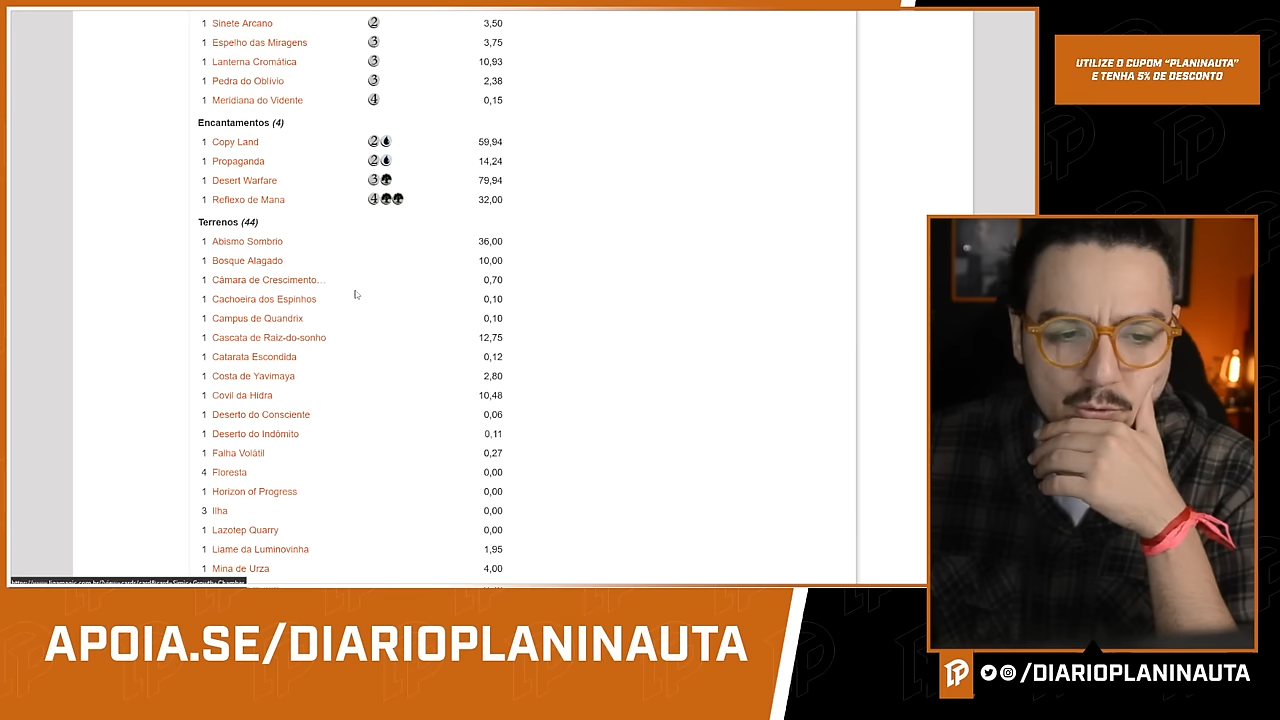 1 Sinete Arcano 2 3,50
1 Espelho das Miragens 3 3,75
1 Lanterna Cromática 3 10,93
1 Pedra do Oblívio 3 2,38
1 Meridiana do Vidente 4 0,15
Encantamentos (4)
1 Copy Land 2 59,94
1 Propaganda 2 14,24
1 Desert Warfare 3 79,94
1 Reflexo de Mana 4 32,00
Terrenos (44)
1 Abismo Sombrio 36,00
1 Bosque Alagado 10,00
1 Câmara de Crescimento... 0,70
1 Cachoeira dos Espinhos 0,10
1 Campus de Quandrix 0,10
1 Cascata de Raiz-do-sonho 12,75
1 Catarata Escondida 0,12
1 Costa de Yavimaya 2,80
1 Covil da Hidra 10,48
1 Deserto do Consciente 0,06
1 Deserto do Indômito 0,11
1 Falha Volátil 0,27
4 Floresta 0,00
1 Horizon of Progress 0,00
3 Ilha 0,00
1 Lazotep Quarry 0,00
1 Liame da Luminovinha 1,95
1 Mina de Urza 4,00
UTILIZE O CUPOM “PLANINAUTA”
E TENHA 5% DE DESCONTO
APOIA.SE/DIARIOPLANINAUTA
/DIARIOPLANINAUTA